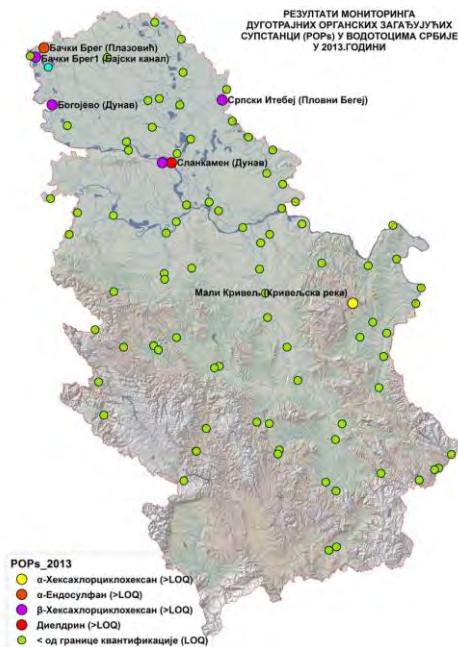 РЕЗУЛТАТИ МОНИТОРИНГА
ДУГОТРАЈНИХ ОРГАНСКИХ ЗАГАЂУЈУЋИХ
СУПСТАНЦИ (POPs) У ВОДОТОЦИМА СРБИЈЕ
У 2013.ГОДИНИ
Бачки Брег (Плазовић)
Бачки Брег1 (Бајски канал)
Богојево (Дунав)
Српски Итебеј (Пловни Бегеј)
Сланкамен (Дунав)
Мали Кривељ (Кривељска река)
POPs_2013
α-Хексахлорциклохексан (>LOQ)
α-Ендосулфан (>LOQ)
β-Хексахлорциклохексан (>LOQ)
Диелдрин (>LOQ)
< од границе квантификације (LOQ)